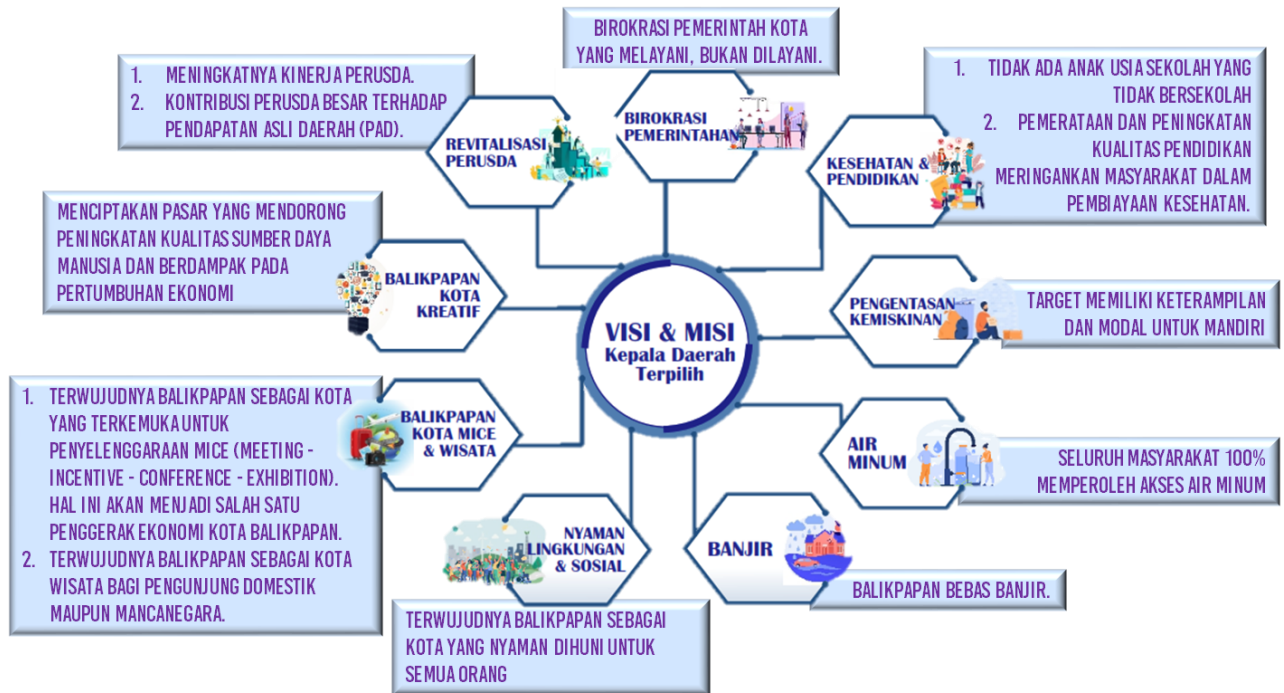 BIROKRASI PEMERINTAH KOTA
YANG MELAYANI, BUKAN DILAYANI.
1. MENINGKATNYA KINERJA PERUSDA.
2. KONTRIBUSI PERUSDA BESAR TERHADAP
PENDAPATAN ASLI DAERAH (PAD).
REVITALISASI
PERUSDA
BIROKRASI
PEMERINTAHAN
KESEHATAN &
PENDIDIKAN
1. TIDAK ADA ANAK USIA SEKOLAH YANG
TIDAK BERSEKOLAH
2. PEMERATAAN DAN PENINGKATAN
KUALITAS PENDIDIKAN
MERINGANKAN MASYARAKAT DALAM
PEMBIAYAAN KESEHATAN.
MENCIPTAKAN PASAR YANG MENDORONG
PENINGKATAN KUALITAS SUMBER DAYA
MANUSIA DAN BERDAMPAK PADA
PERTUMBUHAN EKONOMI
BALIKPAPAN
KOTA
KREATIF
VISI & MISI
Kepala Daerah
Terpilih
PENGENTASAN
KEMISKINAN
TARGET MEMILIKI KETERAMPILAN
DAN MODAL UNTUK MANDIRI
1. TERWUJUDNYA BALIKPAPAN SEBAGAI KOTA
YANG TERKEMUKA UNTUK
PENYELENGGARAAN MICE (MEETING -
INCENTIVE - CONFERENCE - EXHIBITION).
HAL INI AKAN MENJADI SALAH SATU
PENGGERAK EKONOMI KOTA BALIKPAPAN.
2. TERWUJUDNYA BALIKPAPAN SEBAGAI KOTA
WISATA BAGI PENGUNJUNG DOMESTIK
MAUPUN MANCANEGARA.
BALIKPAPAN
KOTA MICE
& WISATA
AIR
MINUM
SELURUH MASYARAKAT 100%
MEMPEROLEH AKSES AIR MINUM
NYAMAN
LINGKUNGAN
& SOSIAL
BANJIR
BALIKPAPAN BEBAS BANJIR.
TERWUJUDNYA BALIKPAPAN SEBAGAI
KOTA YANG NYAMAN DIHUNI UNTUK
SEMUA ORANG